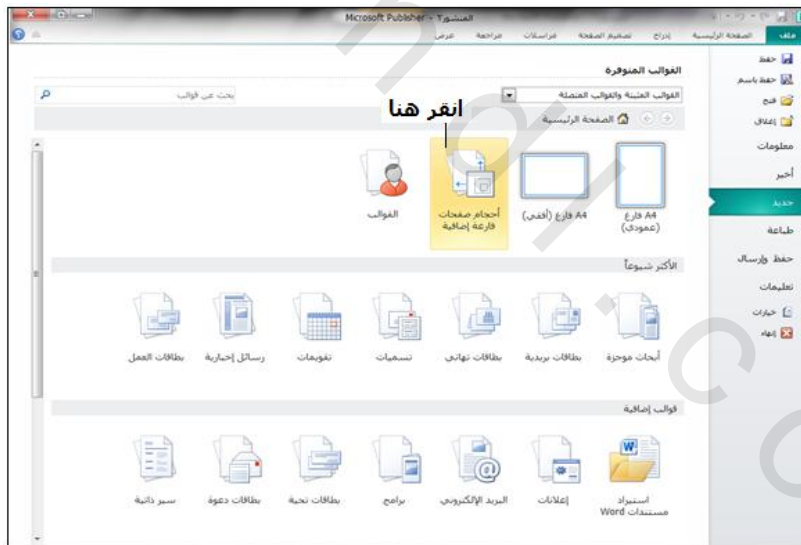 المنشور٢ - Microsoft Publisher
ملف
الصفحة الرئيسية
إدراج
تصميم الصفحة
مراسلات
مراجعة
عرض
حفظ
حفظ باسم
فتح
إغلاق
معلومات
أخير
جديد
طباعة
حفظ وإرسال
تعليمات
خيارات
إنهاء
القوالب المتوفرة
القوالب المثبتة والقوالب المتصلة
بحث عن قوالب
الصفحة الرئيسية
انقر هنا
A4 فارغ
(عمودي)
A4 فارغ (أفقي)
أحجام صفحات
فارغة إضافية
القوالب
الأكثر شيوعاً
أبحاث موجزة
بطاقات بريدية
بطاقات تهاني
تسميات
تقويمات
رسائل إخبارية
بطاقات العمل
قوالب إضافية
استيراد
مستندات Word
إعلانات
البريد الإلكتروني
برامج
بطاقات تحية
بطاقات دعوة
سير ذاتية